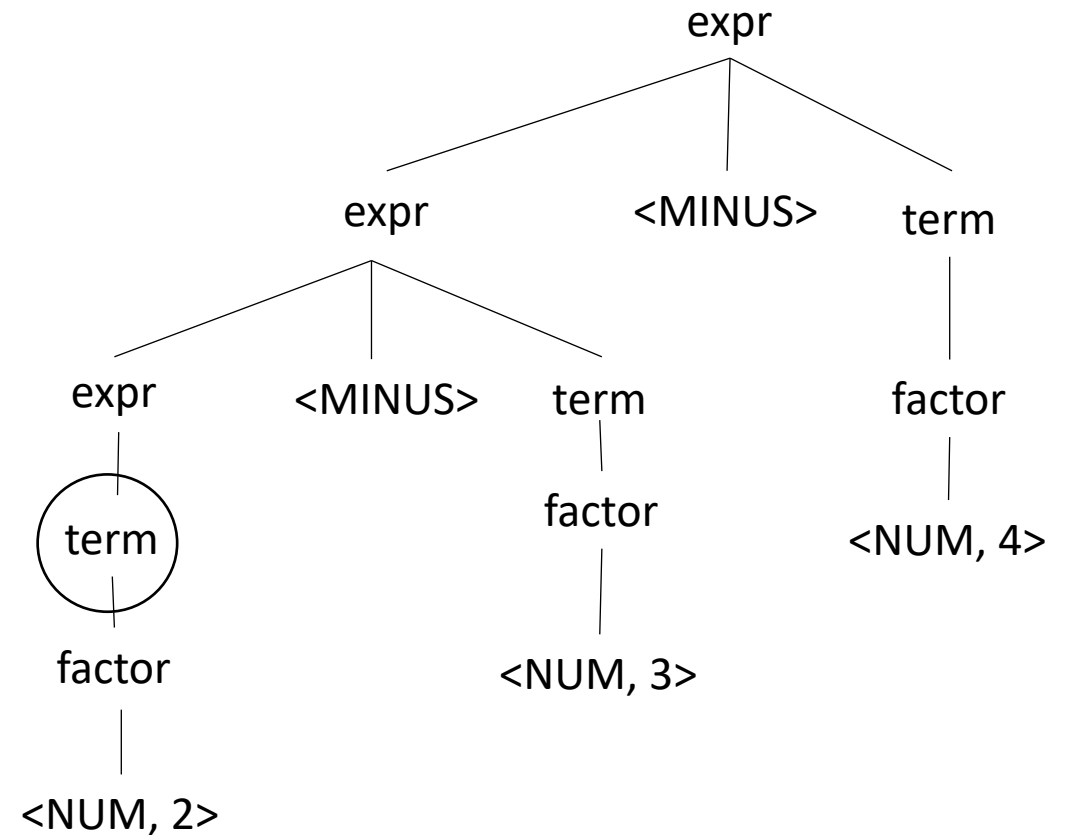 expr
expr <MINUS> term
expr <MINUS> term factor
term factor <NUM, 4>
factor <NUM, 3>
<NUM, 2>